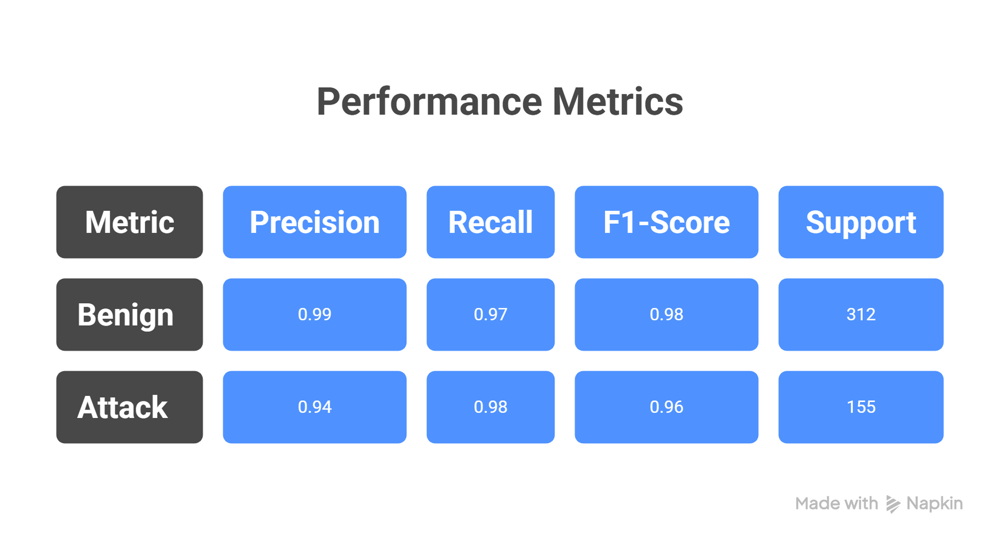 Performance Metrics
Metric Precision Recall F1-Score Support
Benign 0.99 0.97 0.98 312
Attack 0.94 0.98 0.96 155
Made with Napkin